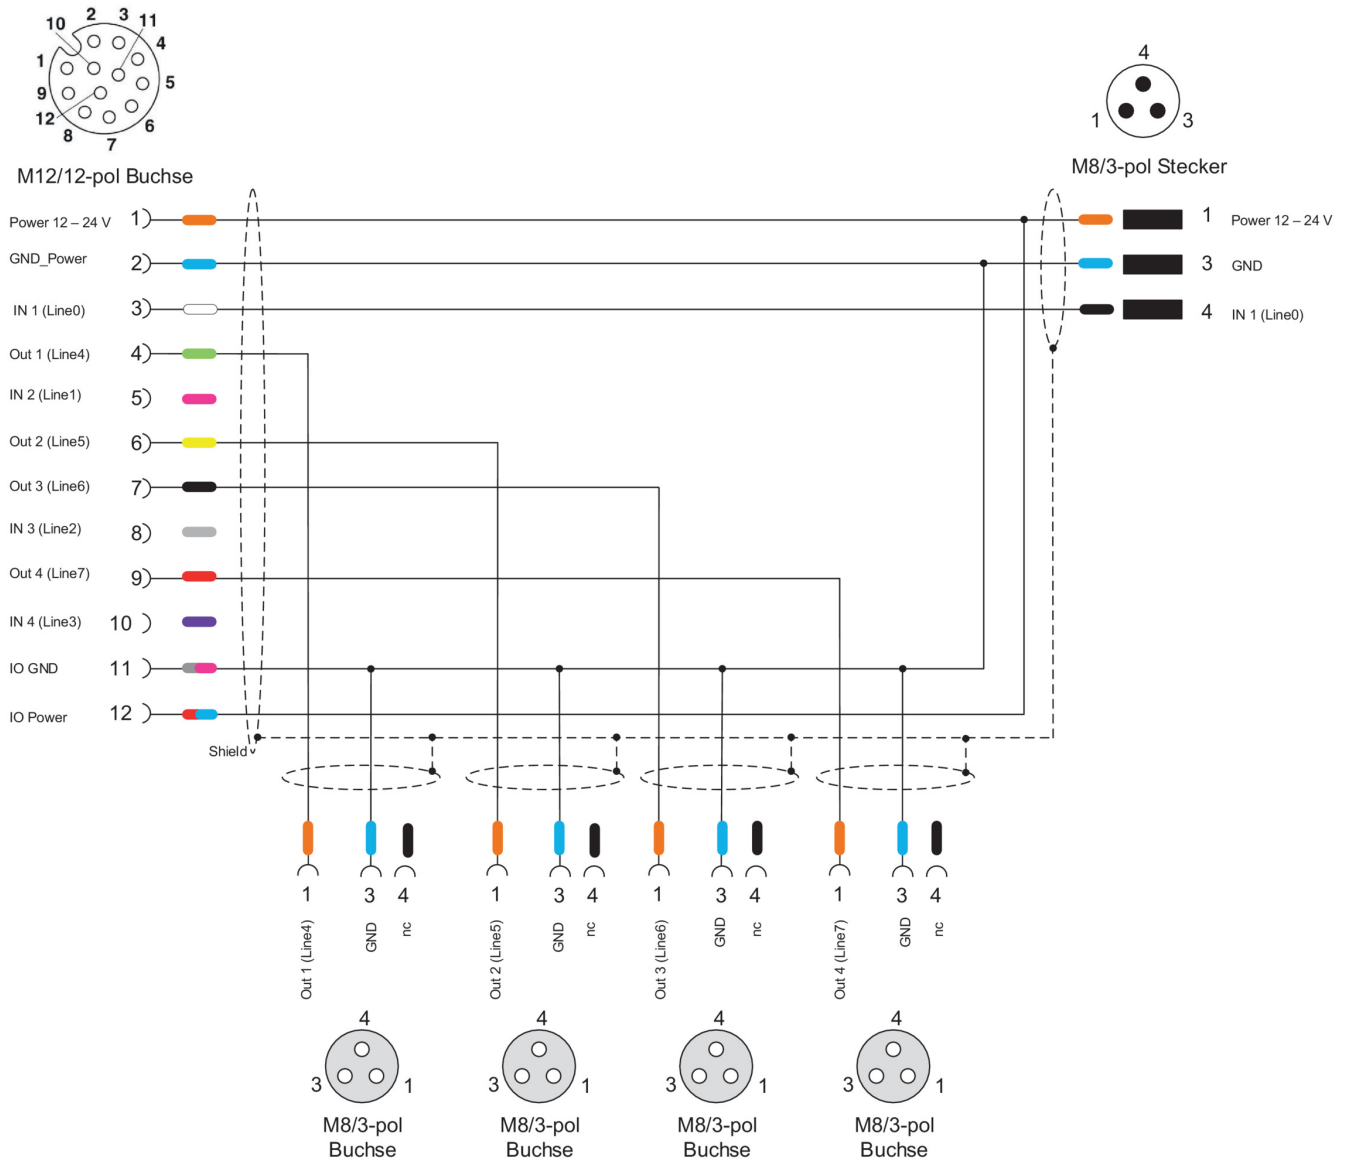 2 3 11
10 4
1 5
9
12 6
8 7
M12/12-pol Buchse
4
1 3
M8/3-pol Stecker
Power 12 – 24 V 1
GND_Power 2
IN 1 (Line0) 3
Out 1 (Line4) 4
IN 2 (Line1) 5
Out 2 (Line5) 6
Out 3 (Line6) 7
IN 3 (Line2) 8
Out 4 (Line7) 9
IN 4 (Line3) 10
IO GND 11
IO Power 12
Shield
1 Power 12 – 24 V
3 GND
4 IN 1 (Line0)
1 3 4
Out 1 (Line4)
GND
nc
1 3 4
Out 2 (Line5)
GND
nc
1 3 4
Out 3 (Line6)
GND
nc
1 3 4
Out 4 (Line7)
GND
nc
4
3 1
M8/3-pol
Buchse
4
3 1
M8/3-pol
Buchse
4
3 1
M8/3-pol
Buchse
4
3 1
M8/3-pol
Buchse